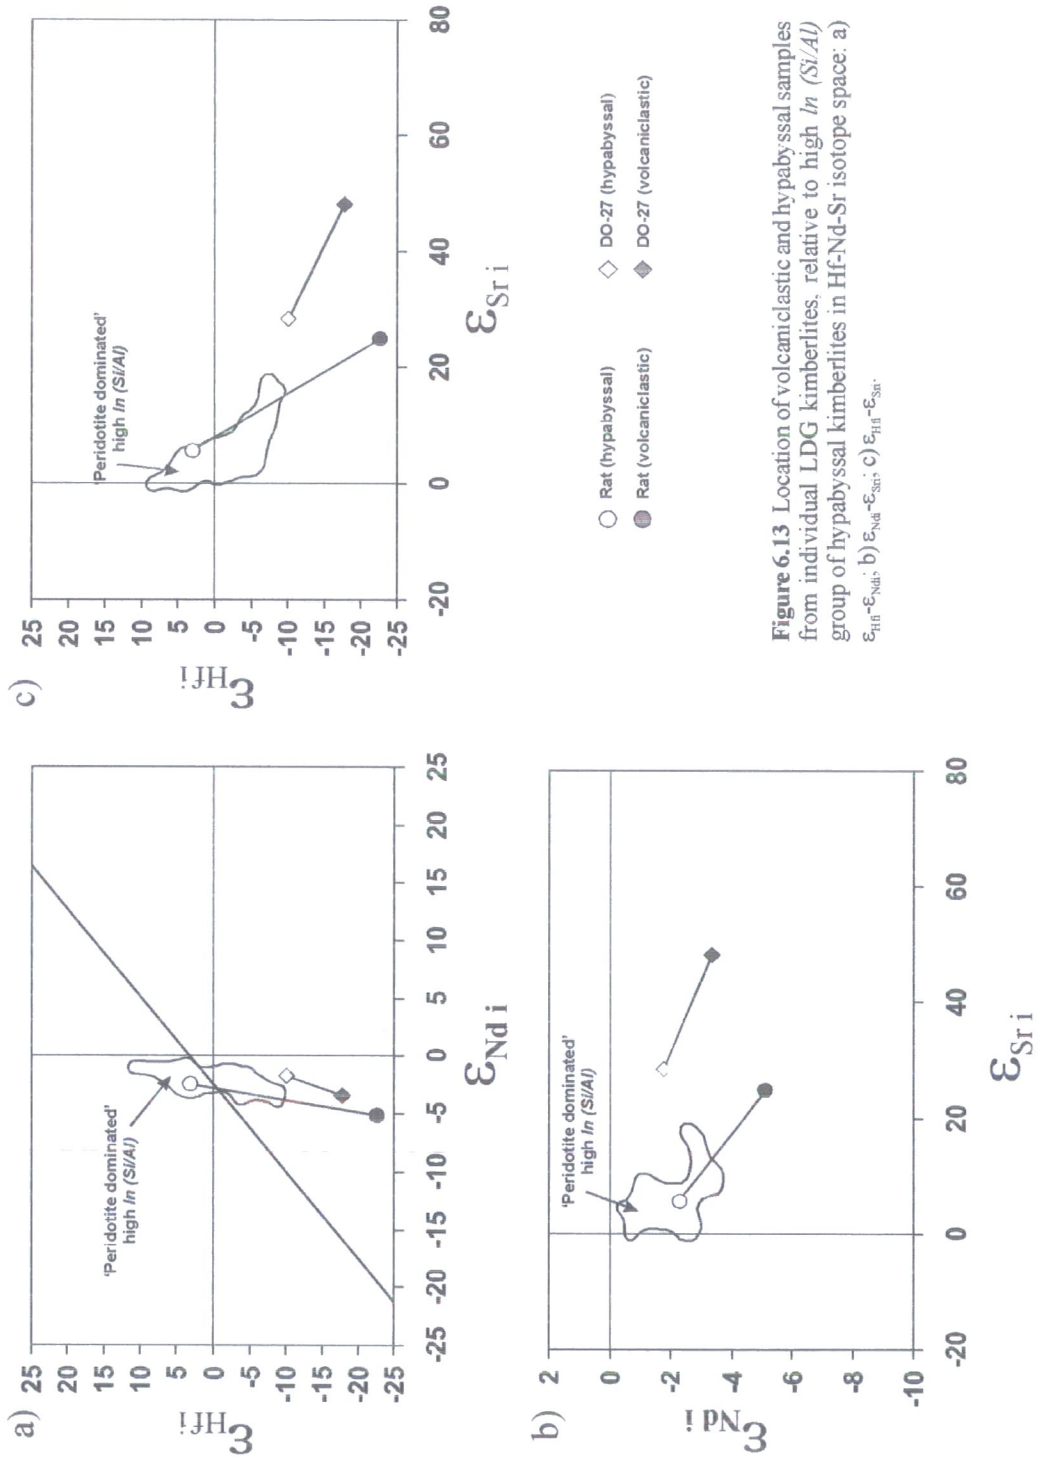 a)
25
20
15
10
5
0
-5
-10
-15
-20
-25
εHf i
'Peridotite dominated'
high ln (Si/Al)
-25 -20 -15 -10 -5 0 5 10 15 20 25
εNd i
c)
25
20
15
10
5
0
-5
-10
-15
-20
-25
εHf i
'Peridotite dominated'
high ln (Si/Al)
-20 0 20 40 60 80
εSr i
b)
2
0
-2
-4
-6
-8
-10
εNd i i
'Peridotite dominated'
high ln (Si/Al)
-20 0 20 40 60 80
εSr i
Rat (hypabyssal) DO-27 (hypabyssal)
Rat (volcaniclastic) DO-27 (volcaniclastic)
Figure 6.13 Location of volcaniclastic and hypabyssal samples
from individual LDG kimberlites, relative to high ln (Si/Al)
group of hypabyssal kimberlites in Hf-Nd-Sr isotope space: a)
εHfi-εNdi; b) εNdi-εSri; c) εHfi-εSri.